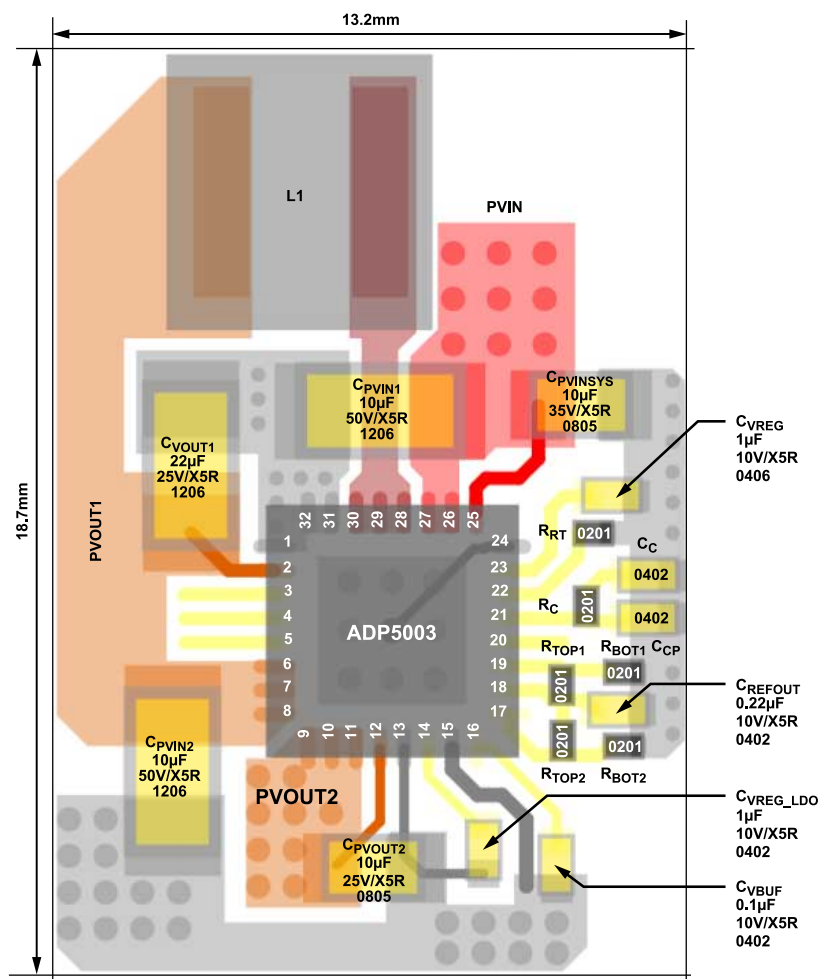 13.2mm
18.7mm
L1
PVIN
CPVIN1
10µF
50V/X5R
1206
CPVINSYS
10µF
35V/X5R
0805
CVOUT1
22µF
25V/X5R
1206
CVREG
1µF
10V/X5R
0406
PVOUT1
32
31
30
29
28
27
26
25
1
2
3
4
5
6
7
8
24
23
22
21
20
19
18
17
ADP5003
9
10
11
12
13
14
15
16
RRT
0201
CC
0402
RC
0201
0402
RTOP1
RBOT1
CCP
0201
0201
CREFOUT
0.22µF
10V/X5R
0402
0201
0201
RTOP2
RBOT2
CPVIN2
10µF
50V/X5R
1206
PVOUT2
CPVOUT2
10µF
25V/X5R
0805
CVREG_LDO
1µF
10V/X5R
0402
CVBUF
0.1µF
10V/X5R
0402